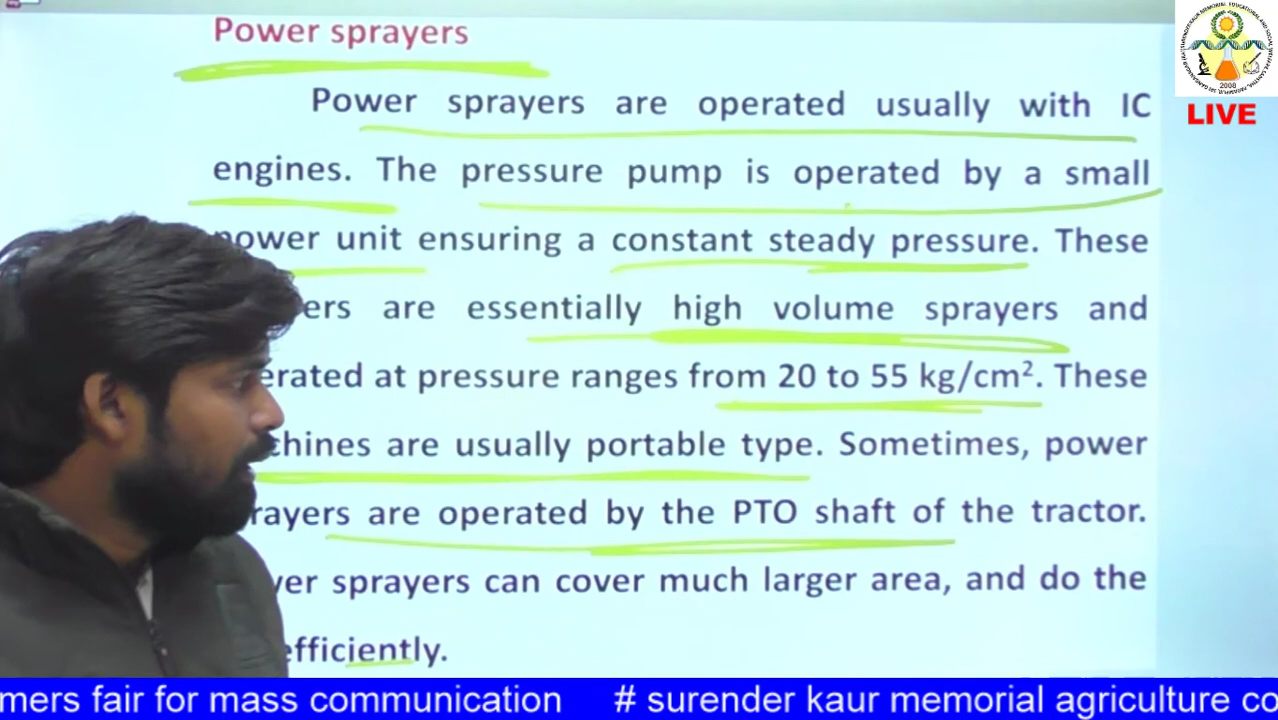 Power sprayers
Power sprayers are operated usually with IC
engines. The pressure pump is operated by a small
power unit ensuring a constant steady pressure. These
ers are essentially high volume sprayers and
erated at pressure ranges from 20 to 55 kg/cm².  These
chines are usually portable type. Sometimes, power
rayers are operated by the PTO shaft of the tractor.
er sprayers can cover much larger area, and do the
efficiently.
2008
LIVE
mers fair for mass communication # surender kaur memorial agriculture co